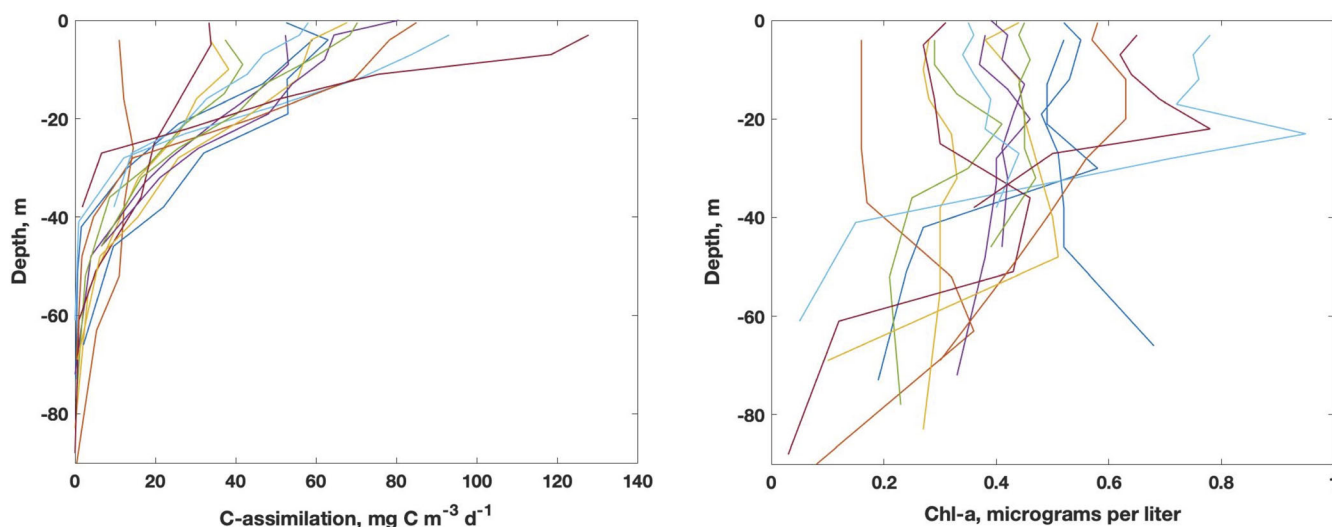 0
-20
-40
-60
-80
Depth, m
0 20 40 60 80 100 120 140
C-assimilation, mg C m⁻³ d⁻¹
0
-20
-40
-60
-80
Depth, m
0 0.2 0.4 0.6 0.8 1
Chl-a, micrograms per liter